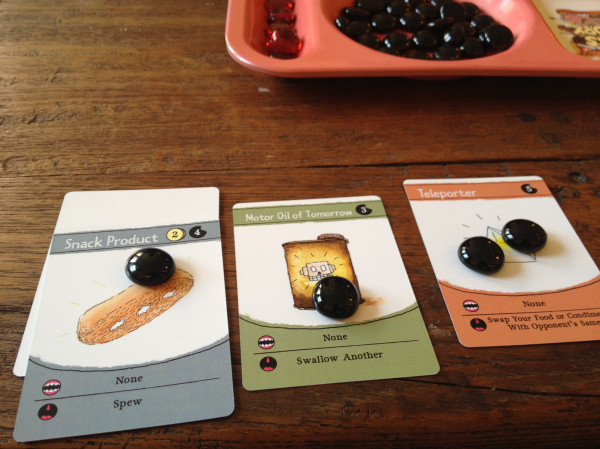 Snack Product 2 4
None
Spew
Motor Oil of Tomorrow 3
None
Swallow Another
Teleporter 5
None
Swap Your Food or Condime
With Opponent's Same